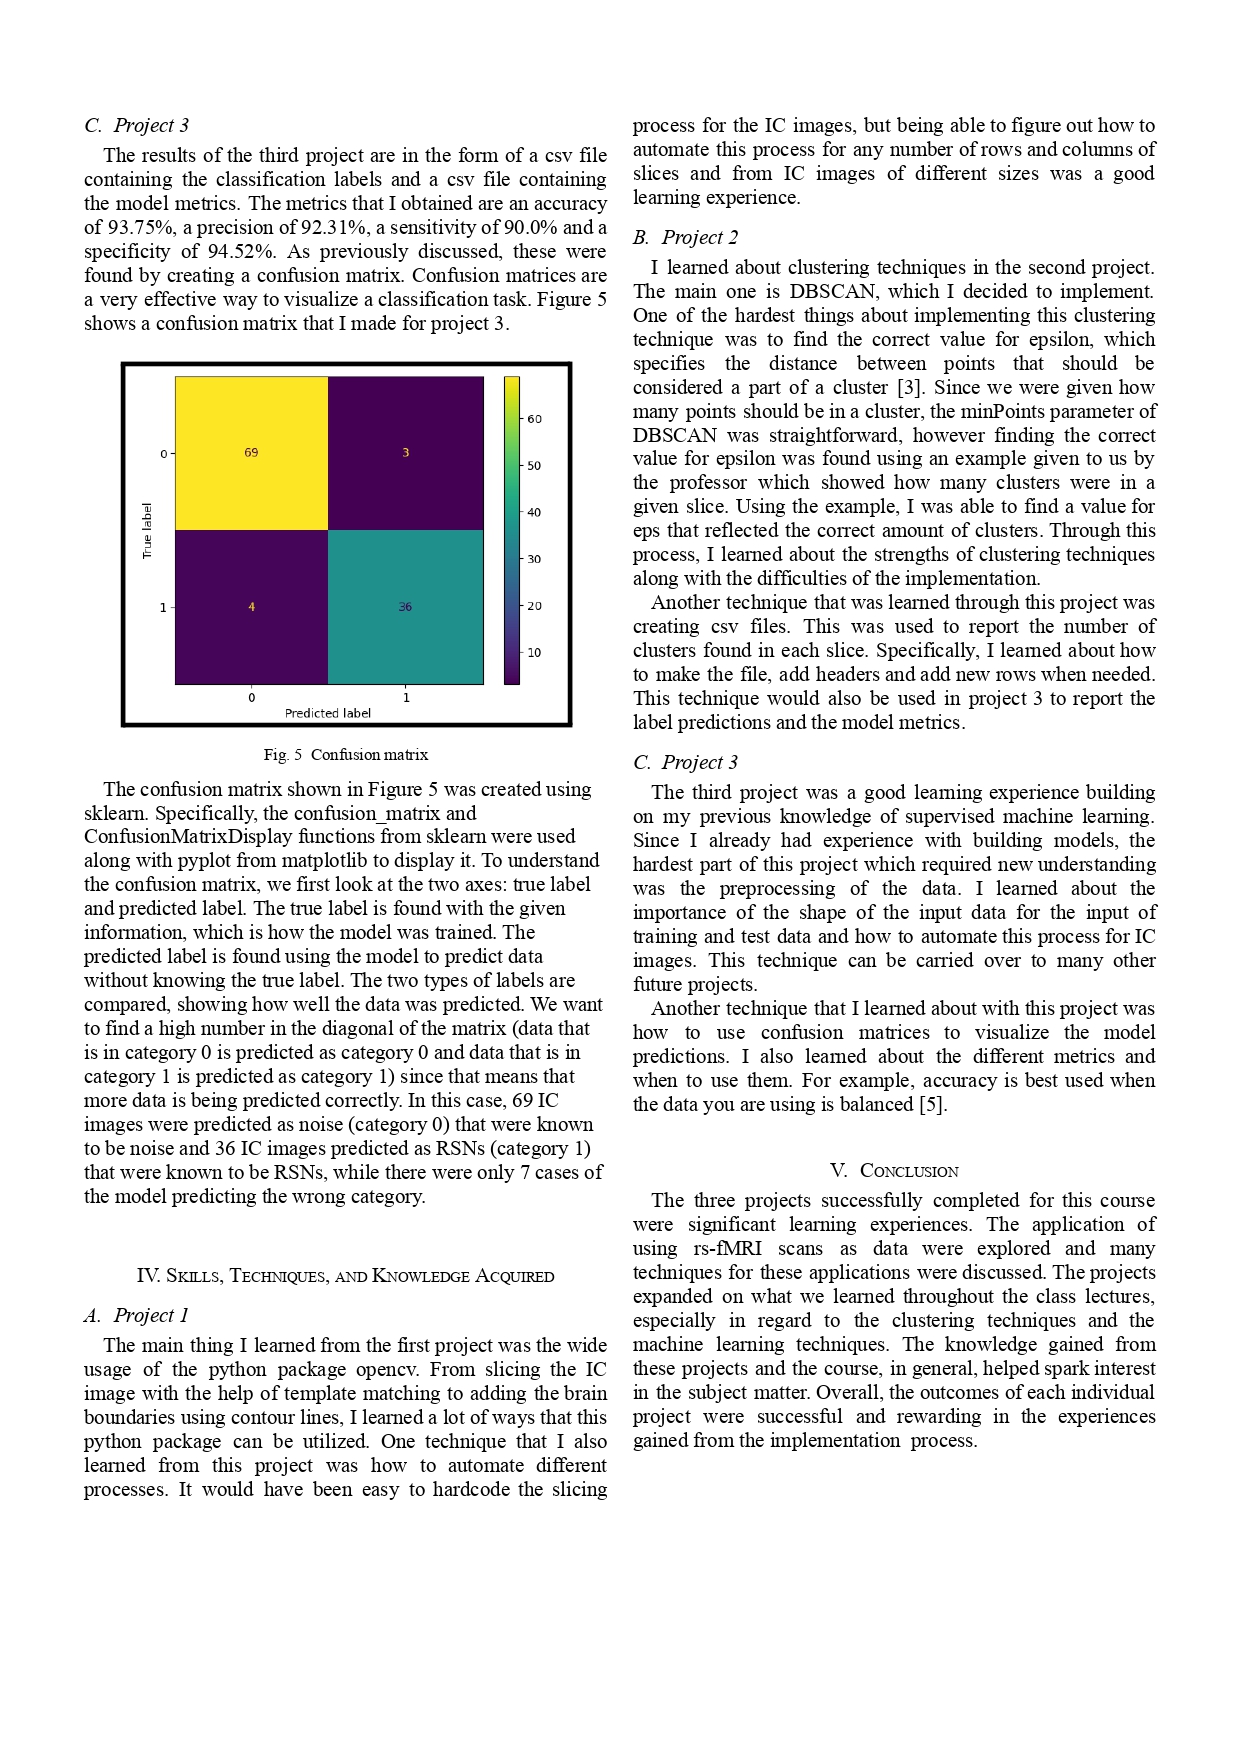 C. Project 3
The results of the third project are in the form of a csv file
containing the classification labels and a csv file containing
the model metrics. The metrics that I obtained are an accuracy
of 93.75%, a precision of 92.31%, a sensitivity of 90.0% and a
specificity of 94.52%. As previously discussed, these were
found by creating a confusion matrix. Confusion matrices are
a very effective way to visualize a classification task. Figure 5
shows a confusion matrix that I made for project 3.
0
69
3
1
4
36
0
1
Predicted label
True label
60
50
40
30
20
10
Fig. 5 Confusion matrix
The confusion matrix shown in Figure 5 was created using
sklearn. Specifically, the confusion_matrix and
ConfusionMatrixDisplay functions from sklearn were used
along with pyplot from matplotlib to display it. To understand
the confusion matrix, we first look at the two axes: true label
and predicted label. The true label is found with the given
information, which is how the model was trained. The
predicted label is found using the model to predict data
without knowing the true label. The two types of labels are
compared, showing how well the data was predicted. We want
to find a high number in the diagonal of the matrix (data that
is in category 0 is predicted as category 0 and data that is in
category 1 is predicted as category 1) since that means that
more data is being predicted correctly. In this case, 69 IC
images were predicted as noise (category 0) that were known
to be noise and 36 IC images predicted as RSNs (category 1)
that were known to be RSNs, while there were only 7 cases of
the model predicting the wrong category.
IV. SKILLS, TECHNIQUES, AND KNOWLEDGE ACQUIRED
A. Project 1
The main thing I learned from the first project was the wide
usage of the python package opencv. From slicing the IC
image with the help of template matching to adding the brain
boundaries using contour lines, I learned a lot of ways that this
python package can be utilized. One technique that I also
learned from this project was how to automate different
processes. It would have been easy to hardcode the slicing
process for the IC images, but being able to figure out how to
automate this process for any number of rows and columns of
slices and from IC images of different sizes was a good
learning experience.
B. Project 2
I learned about clustering techniques in the second project.
The main one is DBSCAN, which I decided to implement.
One of the hardest things about implementing this clustering
technique was to find the correct value for epsilon, which
specifies the distance between points that should be
considered a part of a cluster [3]. Since we were given how
many points should be in a cluster, the minPoints parameter of
DBSCAN was straightforward, however finding the correct
value for epsilon was found using an example given to us by
the professor which showed how many clusters were in a
given slice. Using the example, I was able to find a value for
eps that reflected the correct amount of clusters. Through this
process, I learned about the strengths of clustering techniques
along with the difficulties of the implementation.
Another technique that was learned through this project was
creating csv files. This was used to report the number of
clusters found in each slice. Specifically, I learned about how
to make the file, add headers and add new rows when needed.
This technique would also be used in project 3 to report the
label predictions and the model metrics.
C. Project 3
The third project was a good learning experience building
on my previous knowledge of supervised machine learning.
Since I already had experience with building models, the
hardest part of this project which required new understanding
was the preprocessing of the data. I learned about the
importance of the shape of the input data for the input of
training and test data and how to automate this process for IC
images. This technique can be carried over to many other
future projects.
Another technique that I learned about with this project was
how to use confusion matrices to visualize the model
predictions. I also learned about the different metrics and
when to use them. For example, accuracy is best used when
the data you are using is balanced [5].
V. CONCLUSION
The three projects successfully completed for this course
were significant learning experiences. The application of
using rs-fMRI scans as data were explored and many
techniques for these applications were discussed. The projects
expanded on what we learned throughout the class lectures,
especially in regard to the clustering techniques and the
machine learning techniques. The knowledge gained from
these projects and the course, in general, helped spark interest
in the subject matter. Overall, the outcomes of each individual
project were successful and rewarding in the experiences
gained from the implementation process.